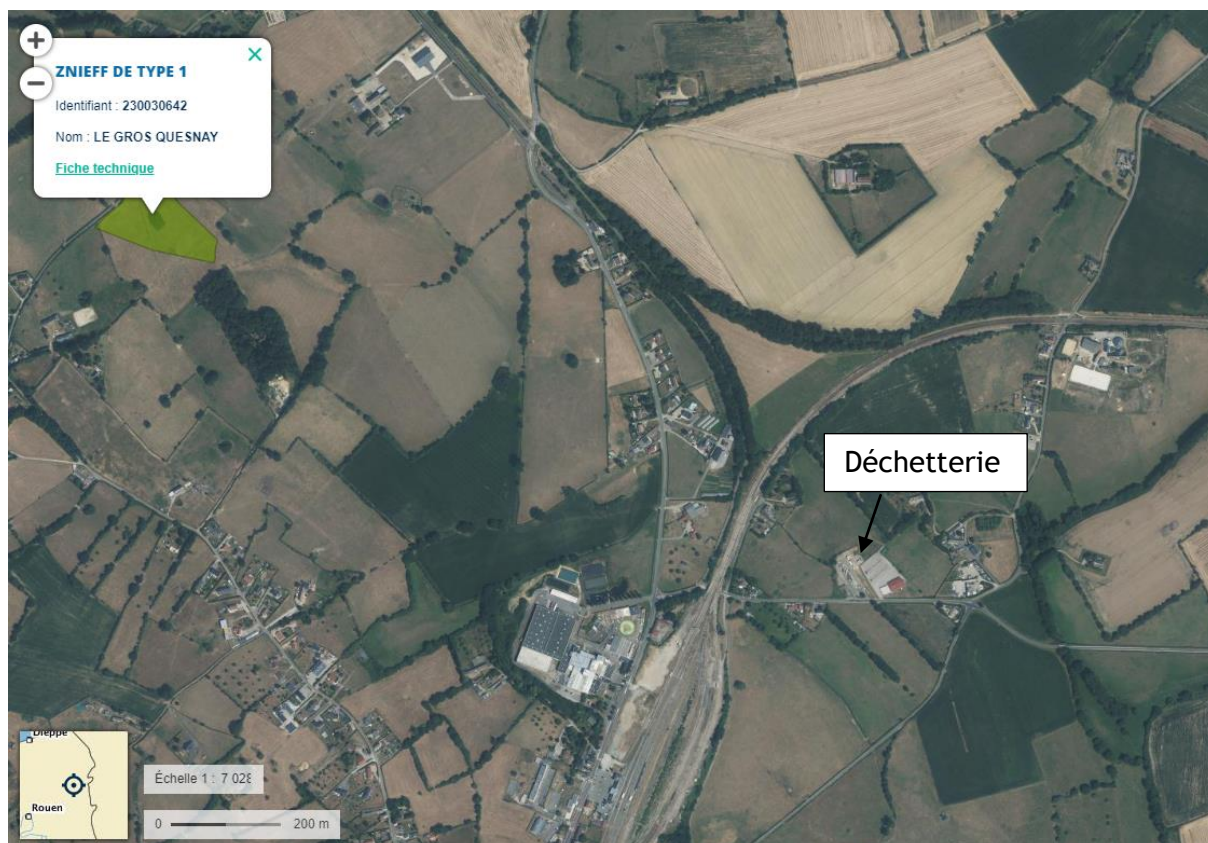 +
−
ZNIEFF DE TYPE 1
Identifiant : 230030642
Nom : LE GROS QUESNAY
Fiche technique
Déchetterie
Dieppe
Rouen
Échelle 1 : 7 028
0
200 m